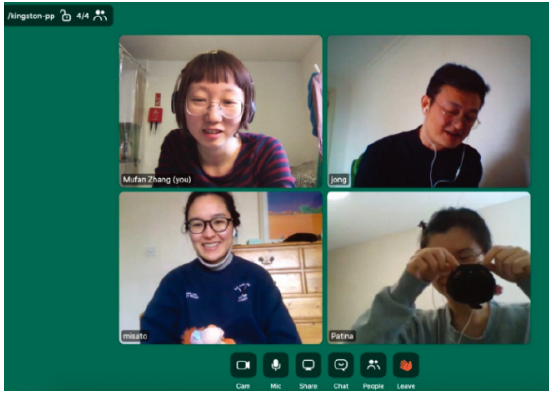 /kingston-pp 4/4
Mufan Zhang (you)
jong
misato
Patina
Cam Mic Share Chat People Leave